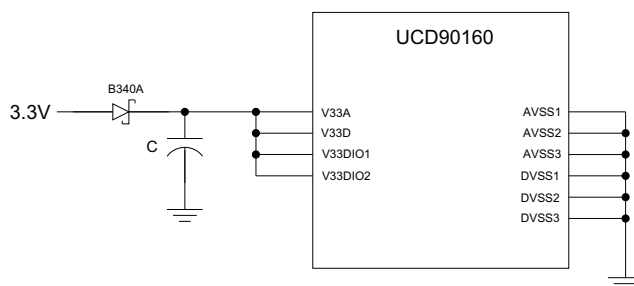 UCD90160
B340A
3.3V
C
V33A
V33D
V33DIO1
V33DIO2
AVSS1
AVSS2
AVSS3
DVSS1
DVSS2
DVSS3